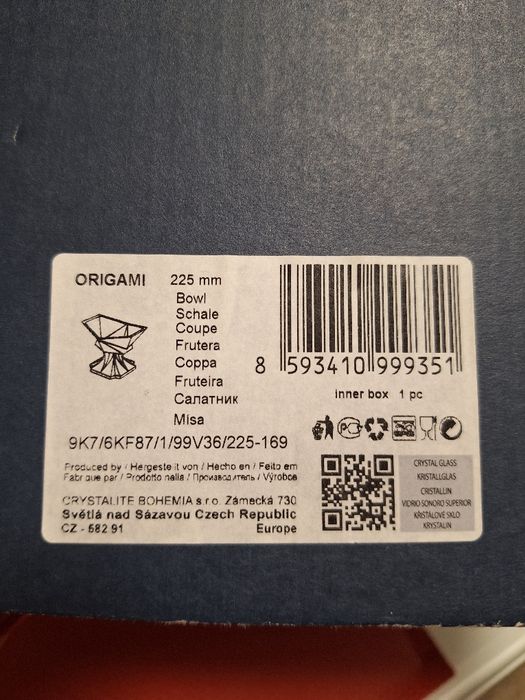 ORIGAMI 225 mm
Bowl
Schale
Coupe
Frutera
Coppa
Fruteira
Салатник
Mísa
9K7/6KF87/1/99V36/225-169
Produced by / Hergestellt von / Hecho en / Feito em
Fabriqué par / Prodotto nella / Производитель / Výrobce
CRYSTALITE BOHEMIA s.r.o. Zámecká 730
Světlá nad Sázavou Czech Republic
CZ - 582 91 Europe
8 593410 999351
inner box 1 pc
CRYSTAL GLASS
KRISTALLGLAS
CRISTALLIN
VIDRIO SONORO SUPERIOR
KŘIŠŤÁLOVÉ SKLO
KRYSTALIN